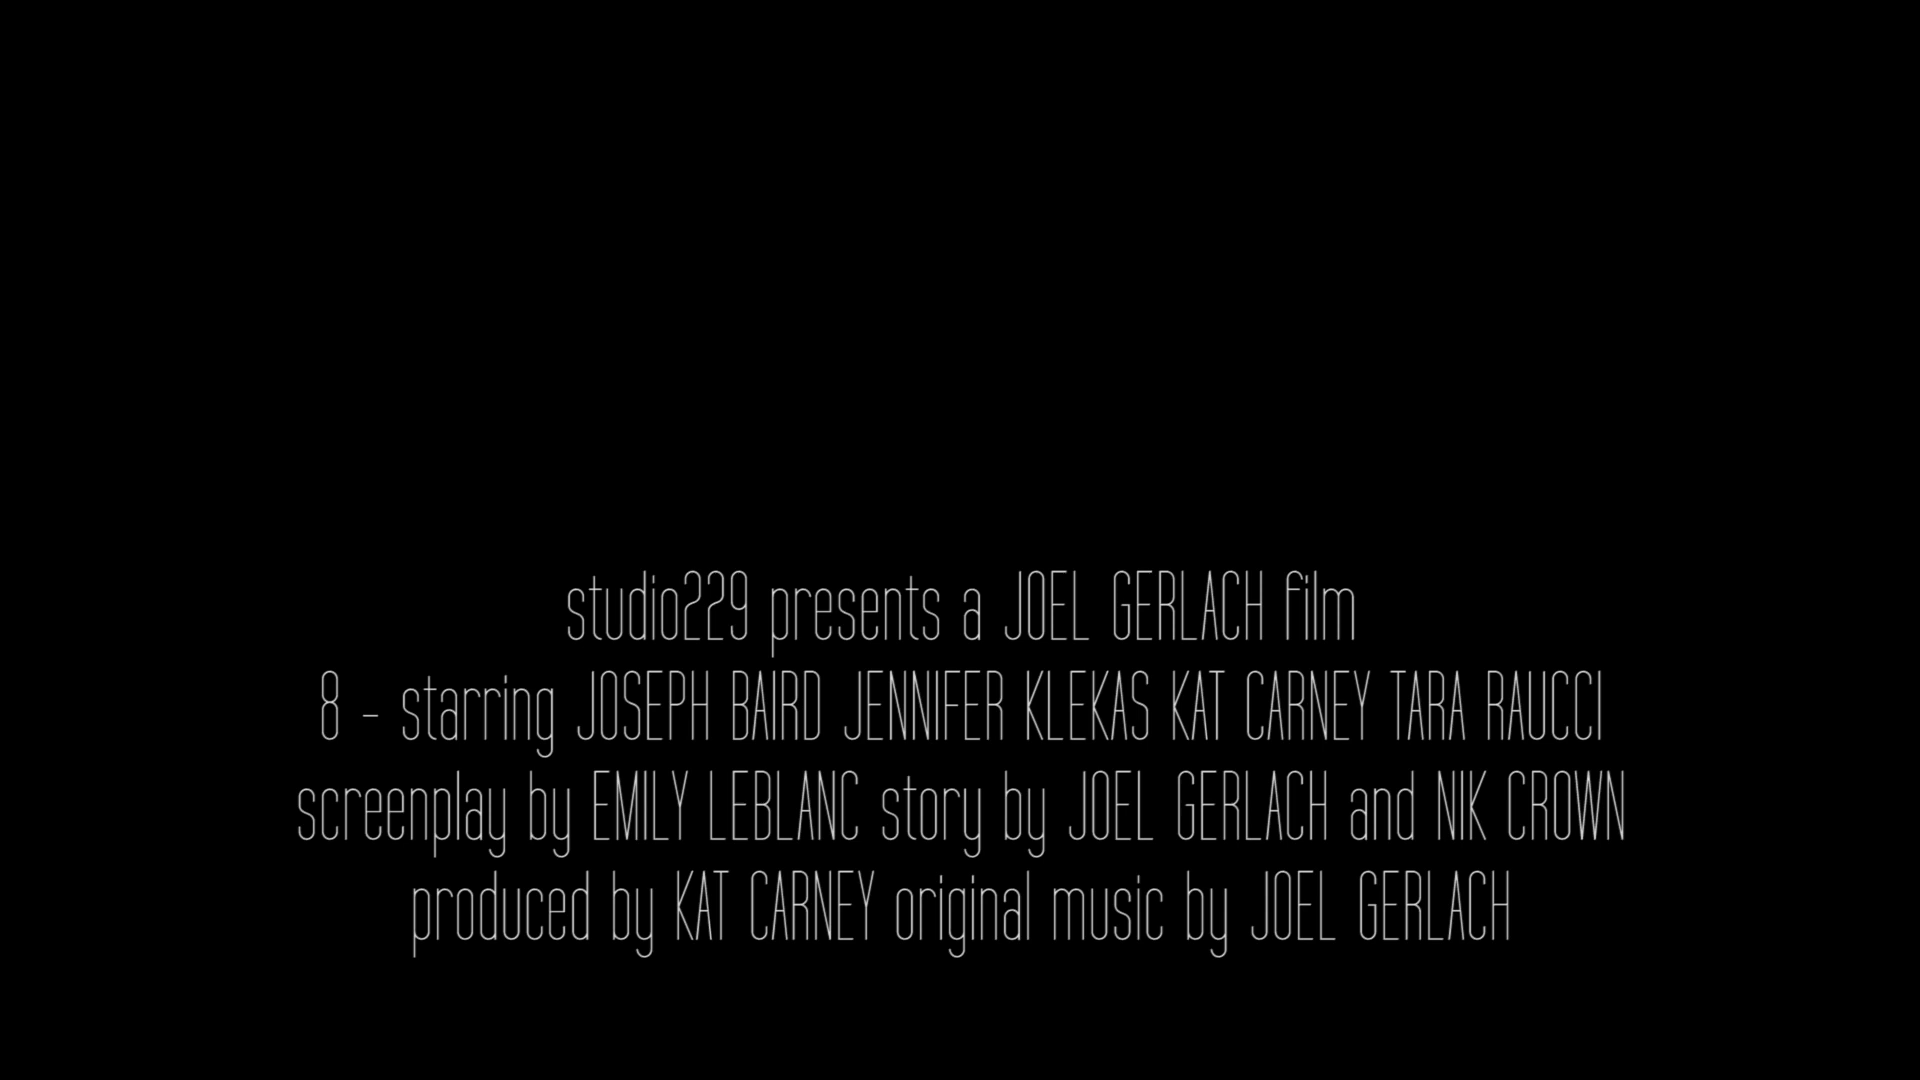 studio229 presents a JOEL GERLACH film
8 - starring JOSEPH BAIRD JENNIFER KLEKAS KAT CARNEY TARA RAUCCI
screenplay by EMILY LEBLANC story by JOEL GERLACH and NIK CROWN
produced by KAT CARNEY original music by JOEL GERLACH